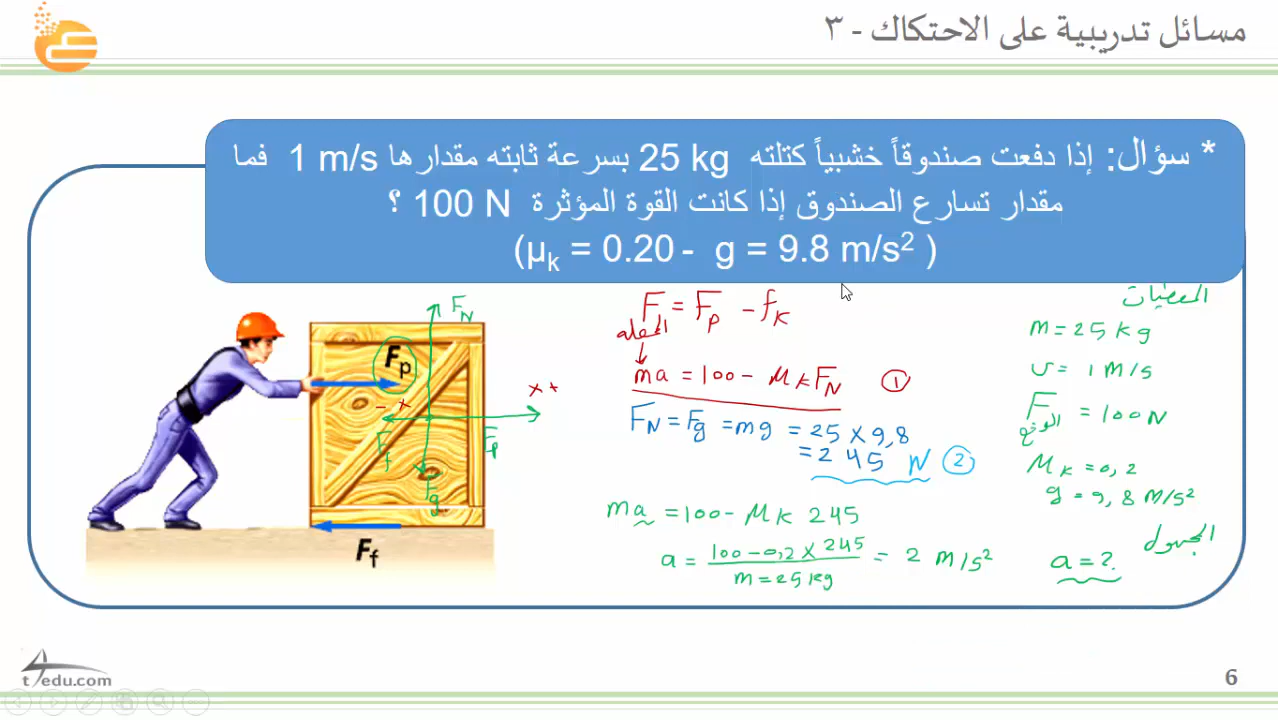 مسائل تدريبية على الاحتكاك - ٣
* سؤال: إذا دفعت صندوقاً خشبياً كتلته 25 kg بسرعة ثابته مقدارها 1 m/s فما
مقدار تسارع الصندوق إذا كانت القوة المؤثرة 100 N ؟
(μk = 0.20 - g = 9.8 m/s² )
المعطيات
m = 25 kg
v = 1 m/s
F = 100 N
μk = 0,2
g = 9,8 m/s²
a = ?
F = Fp - fk
المحصلة
ma = 100 - μk FN ①
FN = Fg = mg = 25 × 9,8
= 245 N ②
ma = 100 - μk 245
a = 100 - 0,2 × 245 = 2 m/s²
m = 25 kg
FN
Fp
x +
- x
Ff
Fp
Fg
Ff
t4edu.com
6